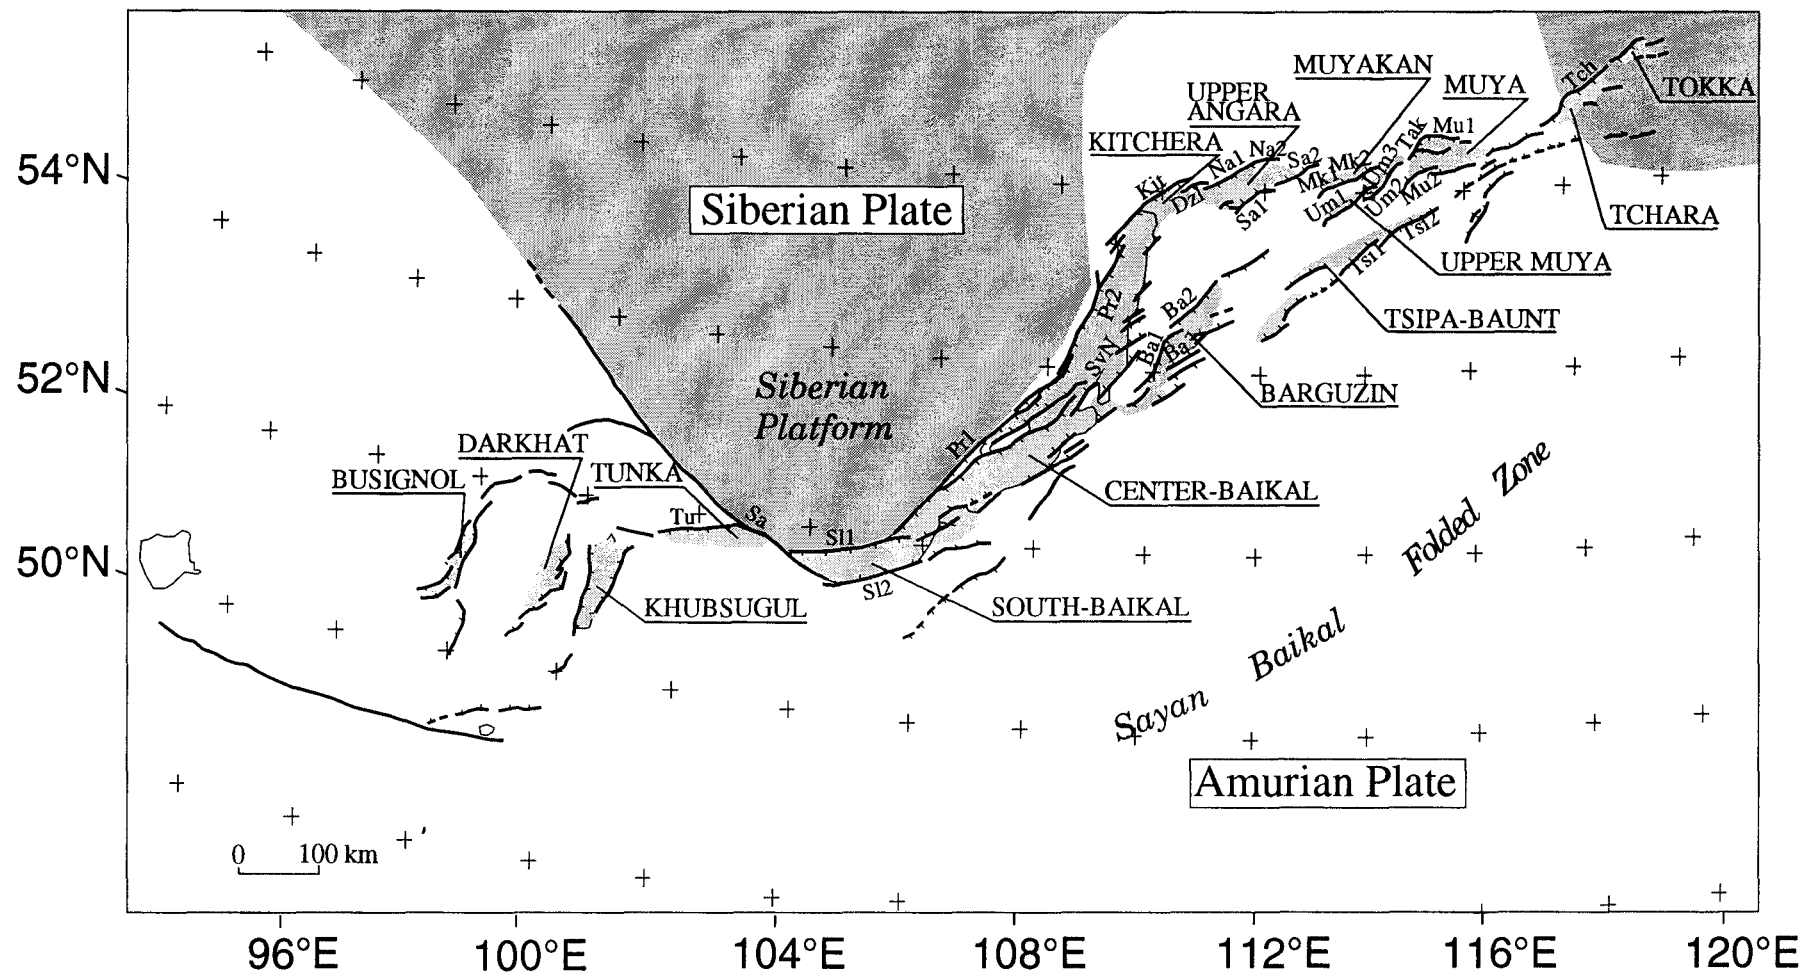 MUYAKAN
UPPER
ANGARA
MUYA
TOKKA
Tch
KITCHERA
Na1
Na2
Sa2
Mk1
Mk2
Um3
Tak
Mu1
54°N
Siberian Plate
Kit
Dz1
Sa1
Um1
Um2
Mu2
Tsi1
Tsi2
TCHARA
UPPER MUYA
Pr2
Ba2
TSIPA-BAUNT
52°N
Siberian
Platform
SvN
Ba1
Ba3
BARGUZIN
Pr1
DARKHAT
BUSIGNOL
TUNKA
CENTER-BAIKAL
Tu
Sa
Sl1
50°N
Sl2
KHUBSUGUL
SOUTH-BAIKAL
Sayan Baikal Folded Zone
Amurian Plate
0 100 km
96°E 100°E 104°E 108°E 112°E 116°E 120°E